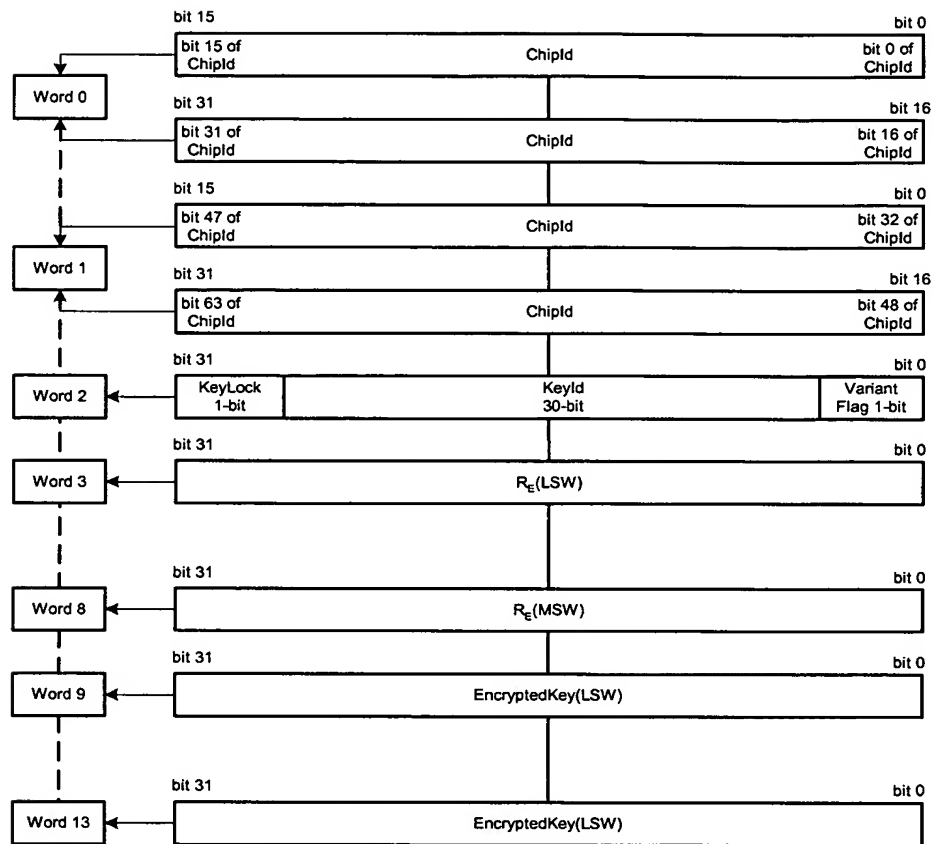 bit 15
bit 0
bit 15 of
ChipId
ChipId
bit 0 of
ChipId
Word 0
bit 31
bit 16
bit 31 of
ChipId
ChipId
bit 16 of
ChipId
bit 15
bit 0
bit 47 of
ChipId
ChipId
bit 32 of
ChipId
Word 1
bit 31
bit 16
bit 63 of
ChipId
ChipId
bit 48 of
ChipId
bit 31
bit 0
Word 2
KeyLock
1-bit
KeyId
30-bit
Variant
Flag 1-bit
bit 31
bit 0
Word 3
RE(LSW)
bit 31
bit 0
Word 8
RE(MSW)
bit 31
bit 0
Word 9
EncryptedKey(LSW)
bit 31
bit 0
Word 13
EncryptedKey(LSW)